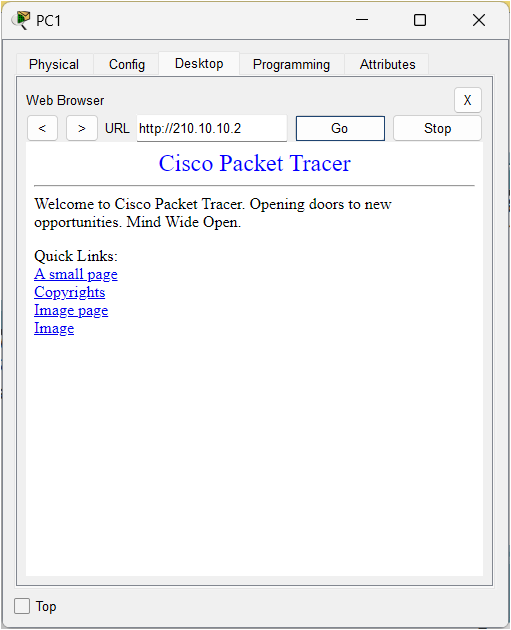 PC1
Physical Config Desktop Programming Attributes
Web Browser X
< > URL http://210.10.10.2 Go Stop
Cisco Packet Tracer
Welcome to Cisco Packet Tracer. Opening doors to new
opportunities. Mind Wide Open.
Quick Links:
A small page
Copyrights
Image page
Image
Top